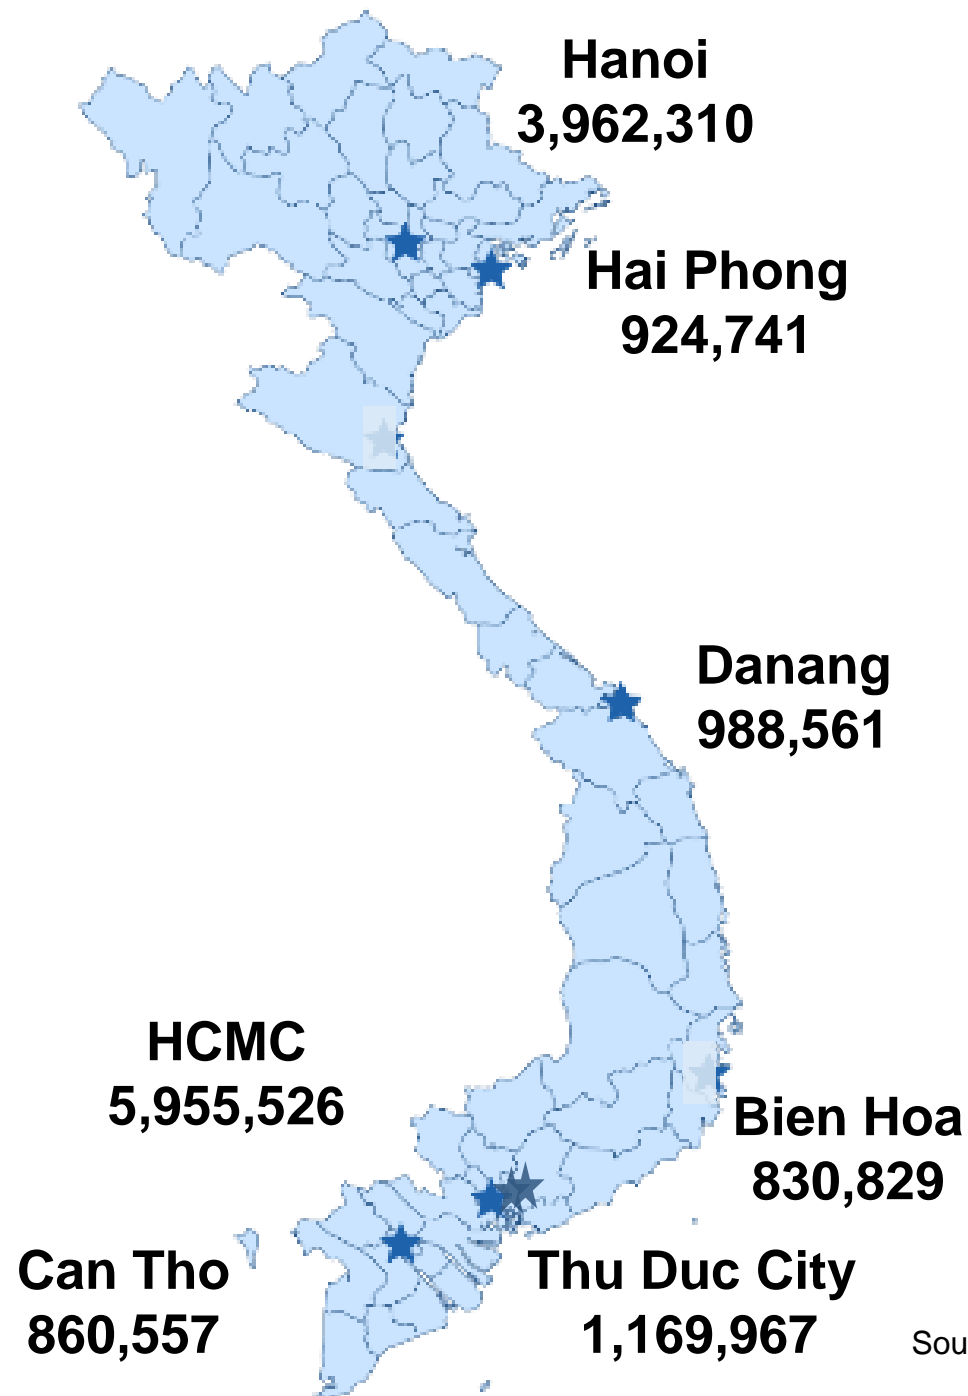 Hanoi
3,962,310
Hai Phong
924,741
Danang
988,561
HCMC
5,955,526
Bien Hoa
830,829
Can Tho
860,557
Thu Duc City
1,169,967
Sou